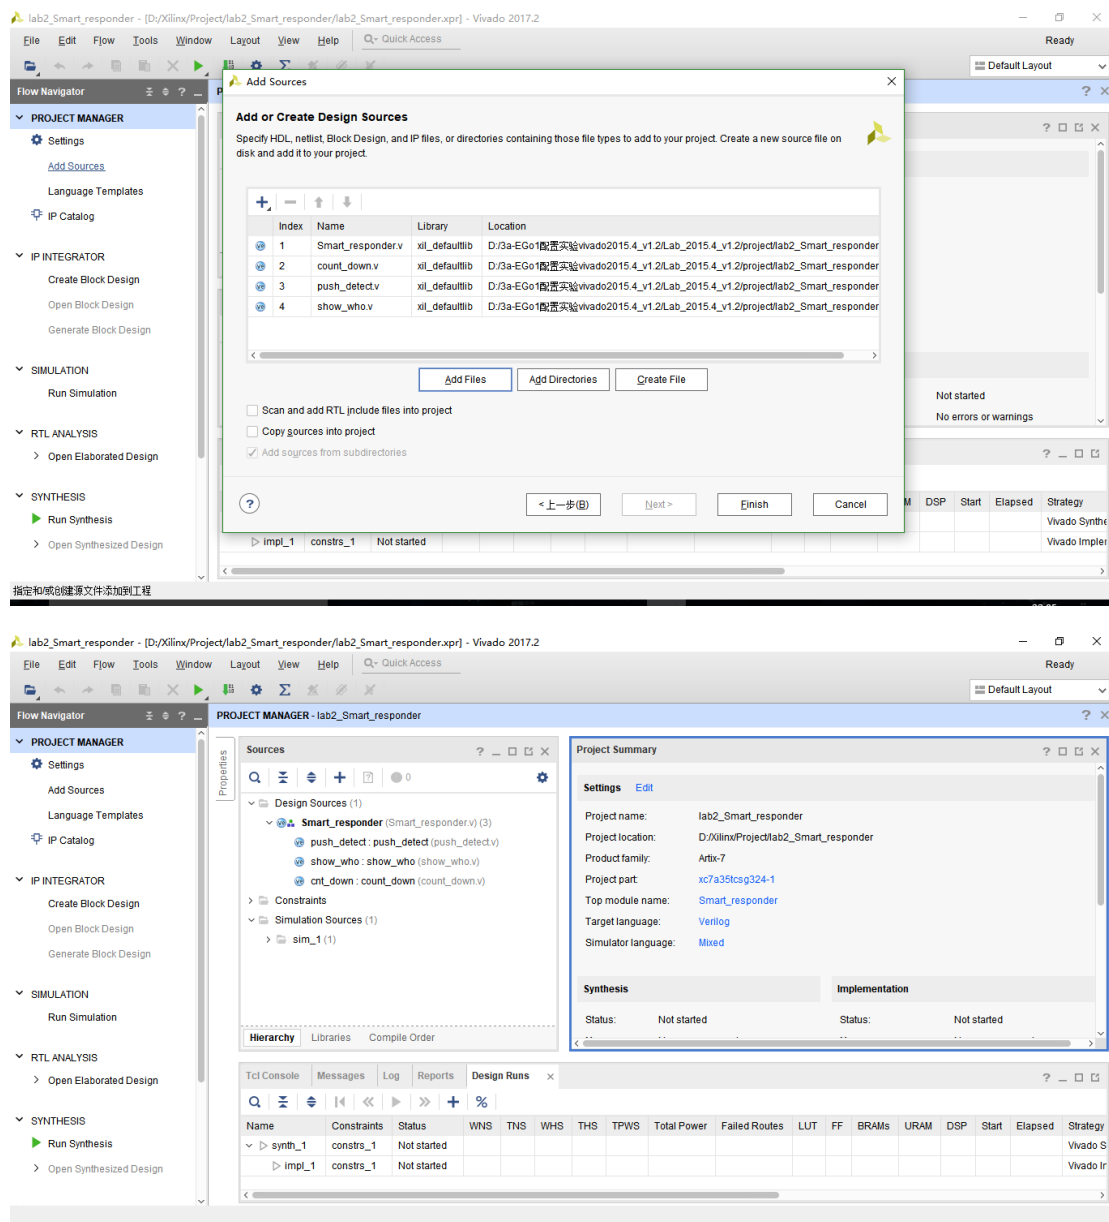 lab2_Smart_responder - [D:/Xilinx/Project/lab2_Smart_responder/lab2_Smart_responder.xpr] - Vivado 2017.2
File Edit Flow Tools Window Layout View Help Quick Access Ready
Default Layout
Flow Navigator
PROJECT MANAGER
Settings
Add Sources
Language Templates
IP Catalog
IP INTEGRATOR
Create Block Design
Open Block Design
Generate Block Design
SIMULATION
Run Simulation
RTL ANALYSIS
Open Elaborated Design
SYNTHESIS
Run Synthesis
Open Synthesized Design
Add Sources
Add or Create Design Sources
Specify HDL, netlist, Block Design, and IP files, or directories containing those file types to add to your project. Create a new source file on
disk and add it to your project.
Index Name Library Location
1 Smart_responder.v xil_defaultlib D:/3a-EGo1配置实验vivado2015.4_v1.2/Lab_2015.4_v1.2/project/lab2_Smart_responder
2 count_down.v xil_defaultlib D:/3a-EGo1配置实验vivado2015.4_v1.2/Lab_2015.4_v1.2/project/lab2_Smart_responder
3 push_detect.v xil_defaultlib D:/3a-EGo1配置实验vivado2015.4_v1.2/Lab_2015.4_v1.2/project/lab2_Smart_responder
4 show_who.v xil_defaultlib D:/3a-EGo1配置实验vivado2015.4_v1.2/Lab_2015.4_v1.2/project/lab2_Smart_responder
Add Files Add Directories Create File
Scan and add RTL include files into project
Copy sources into project
Add sources from subdirectories
< 上一步(B) Next > Finish Cancel
Not started
No errors or warnings
M DSP Start Elapsed Strategy
Vivado Synthe
impl_1 constrs_1 Not started Vivado Impler
指定和/或创建源文件添加到工程
lab2_Smart_responder - [D:/Xilinx/Project/lab2_Smart_responder/lab2_Smart_responder.xpr] - Vivado 2017.2
File Edit Flow Tools Window Layout View Help Quick Access Ready
Default Layout
Flow Navigator
PROJECT MANAGER
Settings
Add Sources
Language Templates
IP Catalog
IP INTEGRATOR
Create Block Design
Open Block Design
Generate Block Design
SIMULATION
Run Simulation
RTL ANALYSIS
Open Elaborated Design
SYNTHESIS
Run Synthesis
Open Synthesized Design
PROJECT MANAGER - lab2_Smart_responder
Properties
Sources
0
Design Sources (1)
Smart_responder (Smart_responder.v) (3)
push_detect : push_detect (push_detect.v)
show_who : show_who (show_who.v)
cnt_down : count_down (count_down.v)
Constraints
Simulation Sources (1)
sim_1 (1)
Hierarchy Libraries Compile Order
Project Summary
Settings Edit
Project name: lab2_Smart_responder
Project location: D:/Xilinx/Project/lab2_Smart_responder
Product family: Artix-7
Project part: xc7a35tcsg324-1
Top module name: Smart_responder
Target language: Verilog
Simulator language: Mixed
Synthesis Implementation
Status: Not started Status: Not started
Tcl Console Messages Log Reports Design Runs
Name Constraints Status WNS TNS WHS THS TPWS Total Power Failed Routes LUT FF BRAMs URAM DSP Start Elapsed Strategy
synth_1 constrs_1 Not started Vivado S
impl_1 constrs_1 Not started Vivado Ir